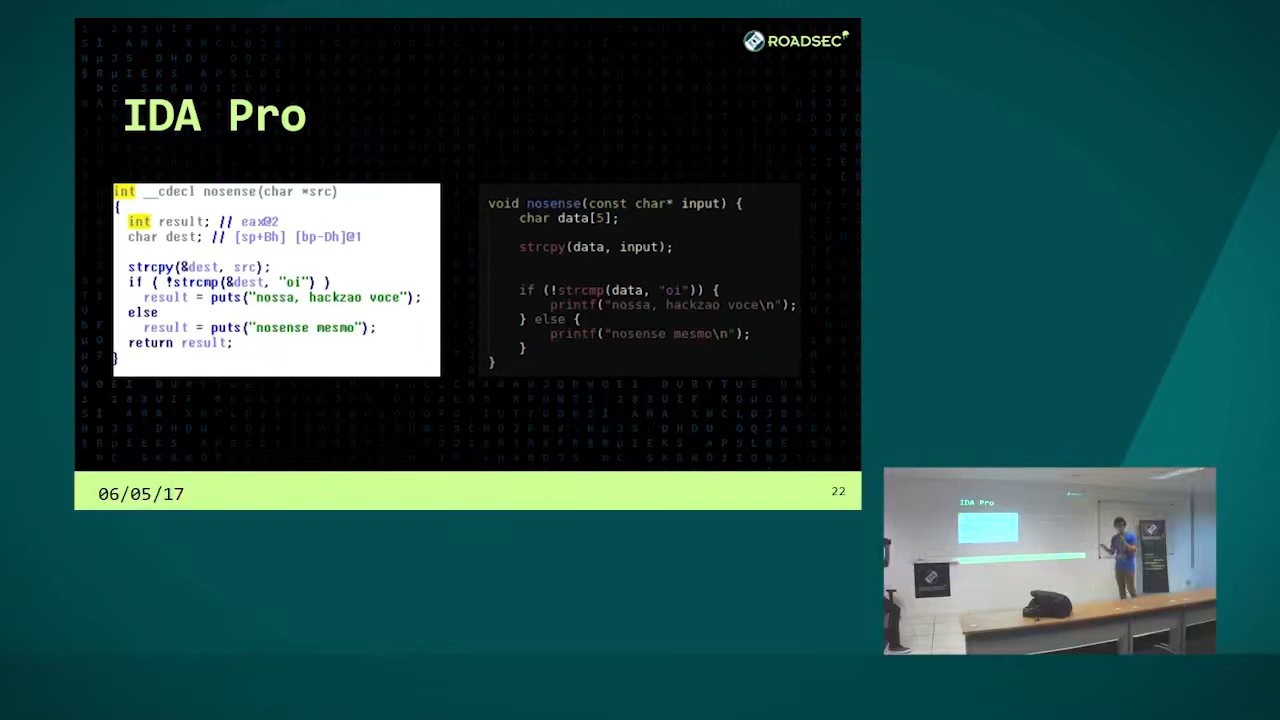 ROADSEC
IDA Pro
int __cdecl nosense(char *src)
{
int result; // eax@2
char dest; // [sp+Bh] [bp-Dh]@1
strcpy(&dest, src);
if ( !strcmp(&dest, "oi") )
result = puts("nossa, hackzao voce");
else
result = puts("nosense mesmo");
return result;
}
void nosense(const char* input) {
char data[5];
strcpy(data, input);
if (!strcmp(data, "oi")) {
printf("nossa, hackzao voce\n");
} else {
printf("nosense mesmo\n");
}
}
06/05/17
22
IDA Pro